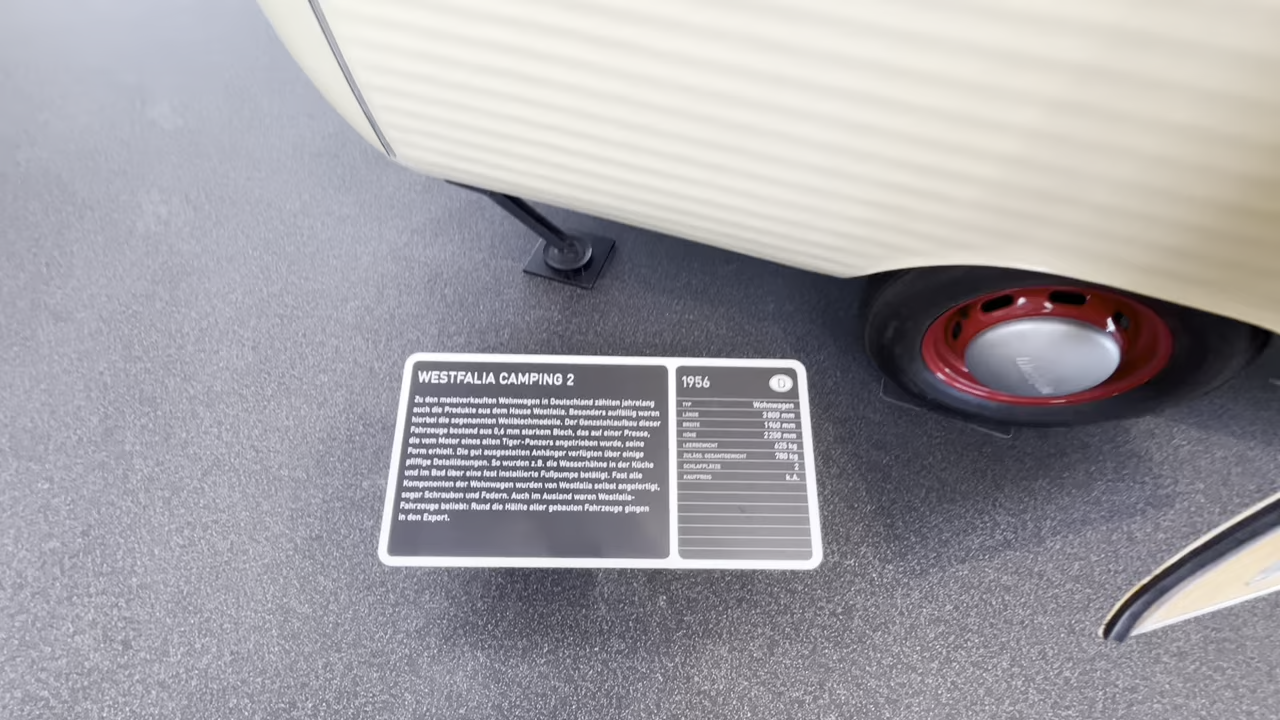 WESTFALIA CAMPING 2
Zu den meistverkauften Wohnwagen in Deutschland zählten jahrelang
auch die Produkte aus dem Hause Westfalia. Besonders auffällig waren
hierbei die sogenannten Wellblechmodelle. Der Ganzstahlaufbau dieser
Fahrzeuge bestand aus 0,6 mm starkem Blech, das auf einer Presse,
die vom Motor eines alten Tiger-Panzers angetrieben wurde, seine
Form erhielt. Die gut ausgestatten Anhänger verfügten über einige
pfiffige Detaillösungen. So wurden z.B. die Wasserhähne in der Küche
und im Bad über eine fest installierte Fußpumpe betätigt. Fast alle
Komponenten der Wohnwagen wurden von Westfalia selbst angefertigt,
sogar Schrauben und Federn. Auch im Ausland waren Westfalia-
Fahrzeuge beliebt: Rund die Hälfte aller gebauten Fahrzeuge gingen
in den Export.
1956 D
TYP Wohnwagen
LÄNGE 3800 mm
BREITE 1960 mm
HÖHE 2250 mm
LEERGEWICHT 625 kg
ZULÄSS. GESAMTGEWICHT 780 kg
SCHLAFPLÄTZE 2
KAUFPREIS k.A.